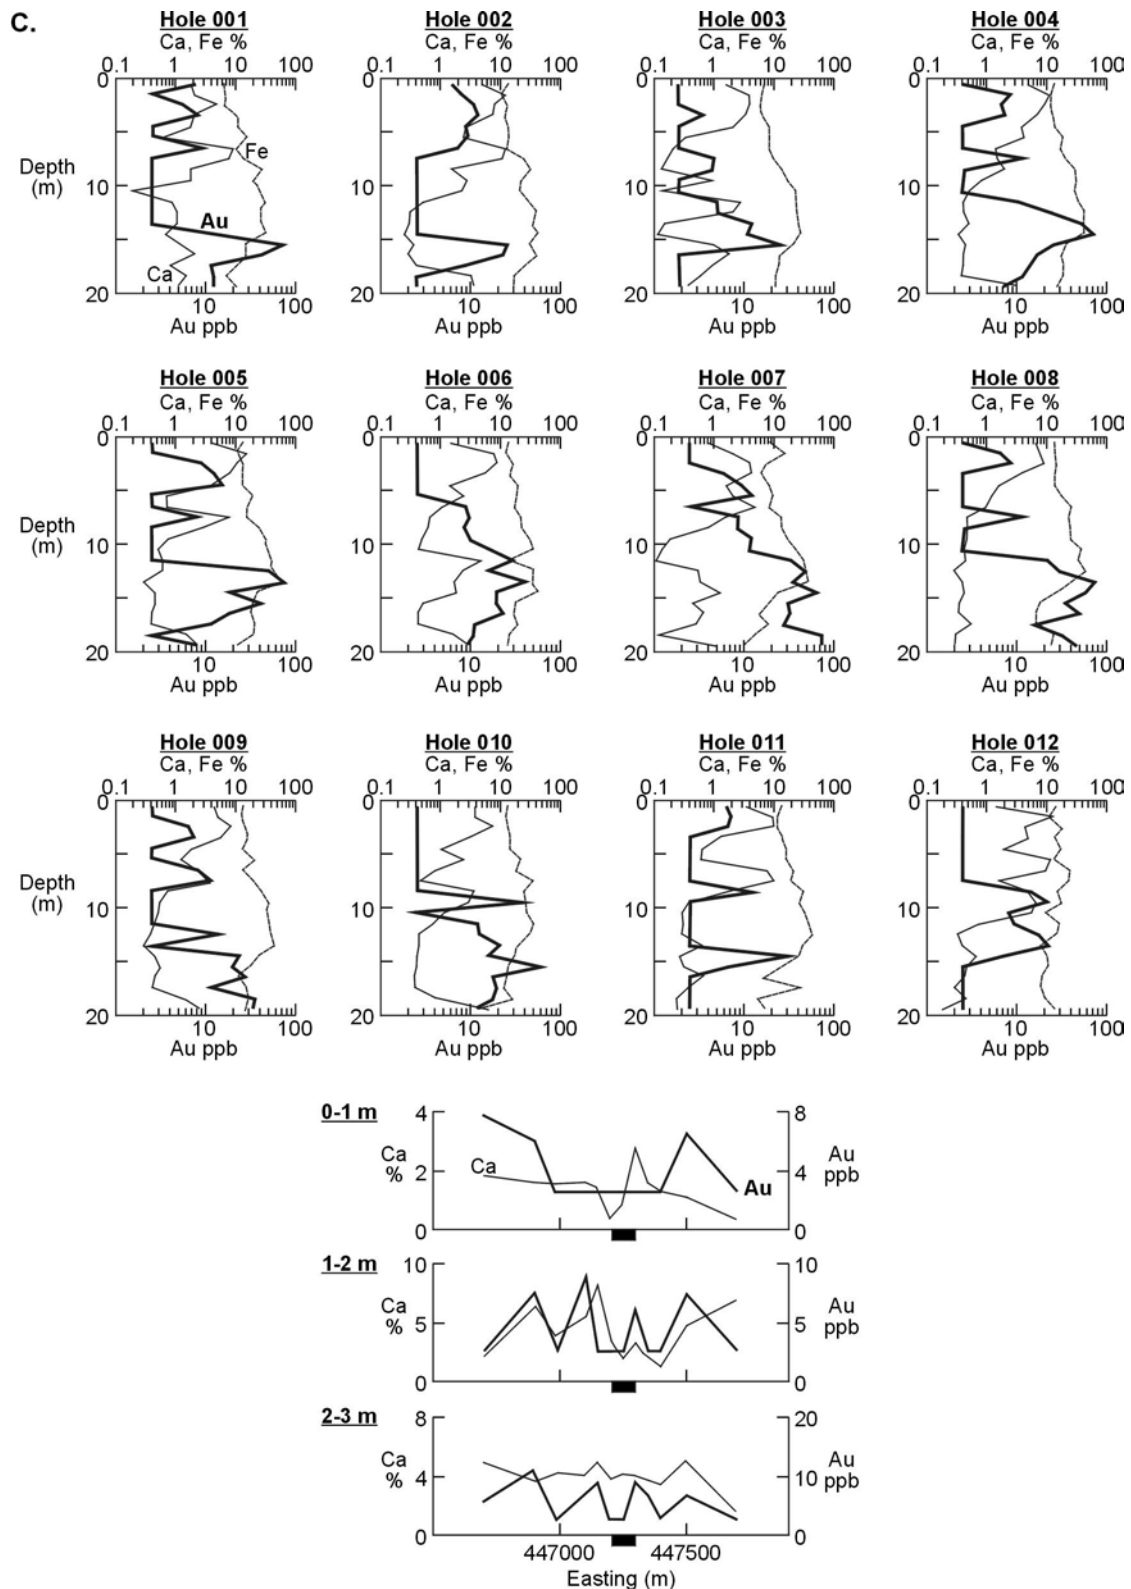 C.
Hole 001 Hole 002 Hole 003 Hole 004
Ca, Fe % Ca, Fe % Ca, Fe % Ca, Fe %
0.1 1 10 100 0.1 1 10 100 0.1 1 10 100 0.1 1 10 100
0 0 0 0
Fe
Depth
(m)
10 10 10 10
Au
Ca
20 20 20 20
10 100 10 100 10 100 10 100
Au ppb Au ppb Au ppb Au ppb
Hole 005 Hole 006 Hole 007 Hole 008
Ca, Fe % Ca, Fe % Ca, Fe % Ca, Fe %
0.1 1 10 100 0.1 1 10 100 0.1 1 10 100 0.1 1 10 100
0 0 0 0
Depth
(m)
10 10 10 10
20 20 20 20
10 100 10 100 10 100 10 100
Au ppb Au ppb Au ppb Au ppb
Hole 009 Hole 010 Hole 011 Hole 012
Ca, Fe % Ca, Fe % Ca, Fe % Ca, Fe %
0.1 1 10 100 0.1 1 10 100 0.1 1 10 100 0.1 1 10 100
0 0 0 0
Depth
(m)
10 10 10 10
20 20 20 20
10 100 10 100 10 100 10 100
Au ppb Au ppb Au ppb Au ppb
0-1 m
4 8
Ca
%
Au
ppb
Ca
2 4
Au
0 0
1-2 m
10 10
Ca
%
Au
ppb
5 5
0 0
2-3 m
8 20
Ca
%
Au
ppb
4 10
0 0
447000 447500
Easting (m)